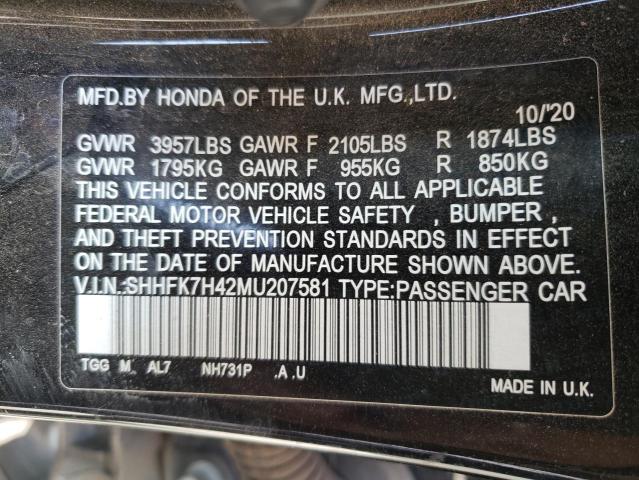 MFD.BY HONDA OF THE U.K. MFG.,LTD.
10/'20
GVWR 3957LBS GAWR F 2105LBS R 1874LBS
GVWR 1795KG GAWR F 955KG R 850KG
THIS VEHICLE CONFORMS TO ALL APPLICABLE
FEDERAL MOTOR VEHICLE SAFETY , BUMPER ,
AND THEFT PREVENTION STANDARDS IN EFFECT
ON THE DATE OF MANUFACTURE SHOWN ABOVE.
V.I.N.:SHHFK7H42MU207581 TYPE:PASSENGER CAR
TGG M AL7 NH731P .A .U
MADE IN U.K.